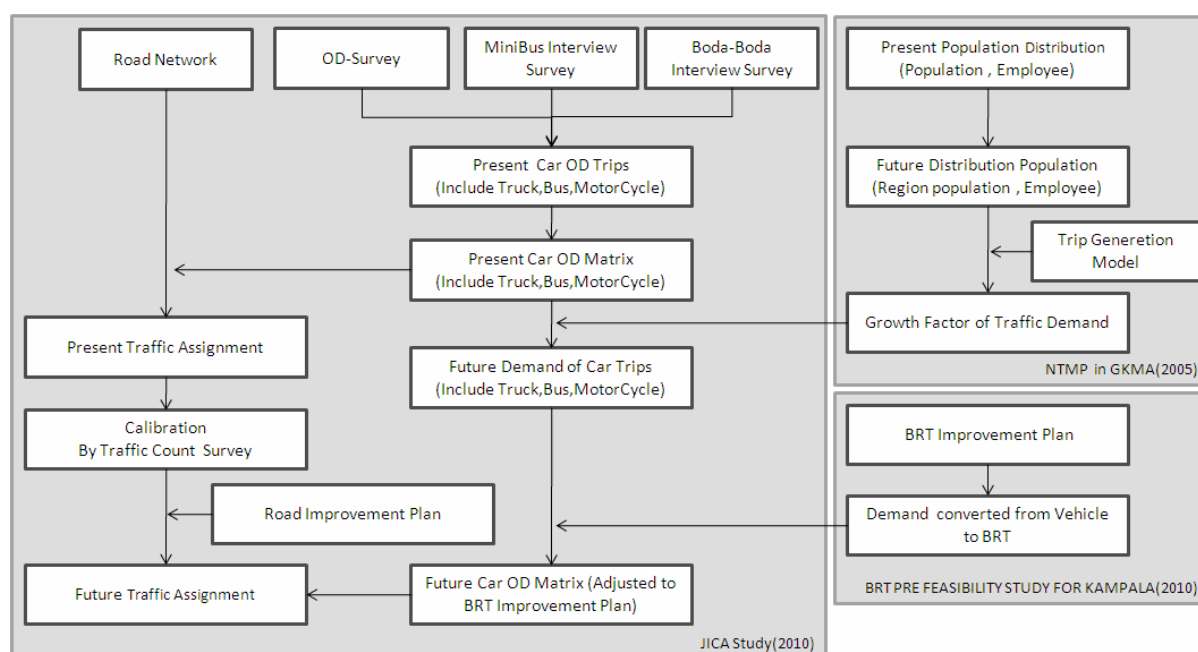 Road Network
OD-Survey
MiniBus Interview
Survey
Boda-Boda
Interview Survey
Present Car OD Trips
(Include Truck,Bus,MotorCycle)
Present Car OD Matrix
(Include Truck,Bus,MotorCycle)
Present Traffic Assignment
Future Demand of Car Trips
(Include Truck,Bus,MotorCycle)
Calibration
By Traffic Count Survey
Road Improvement Plan
Future Traffic Assignment
Future Car OD Matrix (Adjusted to
BRT Improvement Plan)
JICA Study(2010)
Present Population Distribution
(Population , Employee)
Future Distribution Population
(Region population , Employee)
Trip Generetion
Model
Growth Factor of Traffic Demand
NTMP in GKMA(2005)
BRT Improvement Plan
Demand converted from Vehicle
to BRT
BRT PRE FEASIBILITY STUDY FOR KAMPALA(2010)